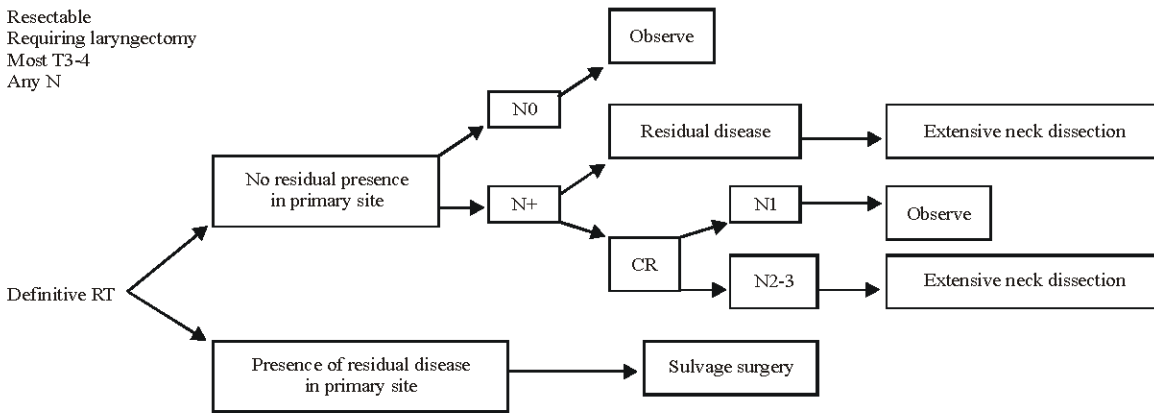 Resectable
Requiring laryngectomy
Most T3-4
Any N
Observe
N0
Residual disease
Extensive neck dissection
No residual presence
in primary site
N+
N1
Observe
CR
N2-3
Extensive neck dissection
Definitive RT
Presence of residual disease
in primary site
Sulvage surgery